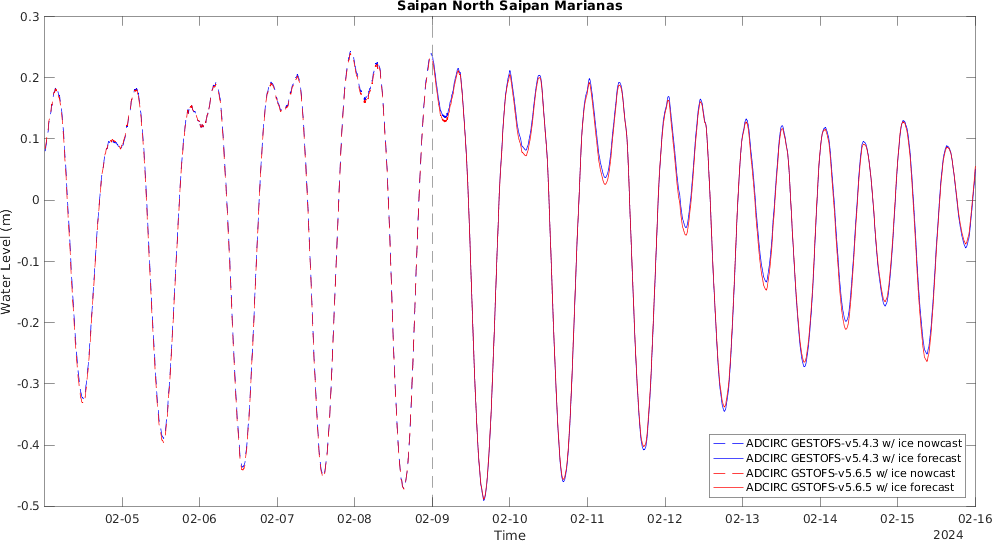 Saipan North Saipan Marianas
0.3
0.2
0.1
0
-0.1
-0.2
-0.3
-0.4
-0.5
Water Level (m)
ADCIRC GESTOFS-v5.4.3 w/ ice nowcast
ADCIRC GESTOFS-v5.4.3 w/ ice forecast
ADCIRC GSTOFS-v5.6.5 w/ ice nowcast
ADCIRC GSTOFS-v5.6.5 w/ ice forecast
02-05 02-06 02-07 02-08 02-09 02-10 02-11 02-12 02-13 02-14 02-15 02-16
Time
2024